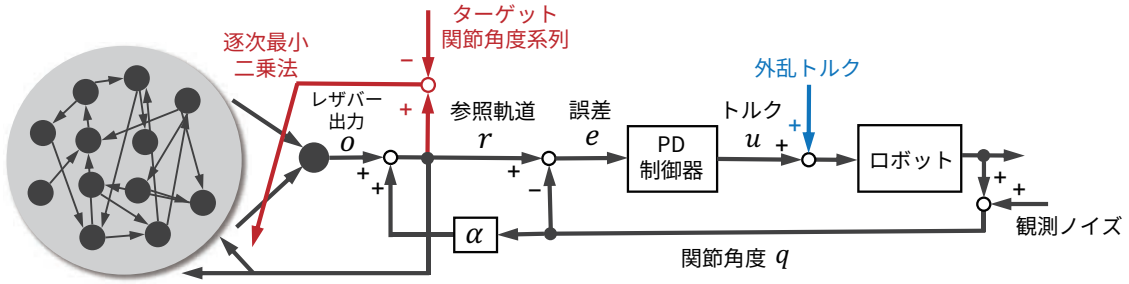 ターゲット
関節角度系列
逐次最小
二乗法
−
+
レザバー
出力
o
+
+
参照軌道
r
+
−
誤差
e
PD
制御器
トルク
u
+
外乱トルク
+
ロボット
+
+
観測ノイズ
α
関節角度 q